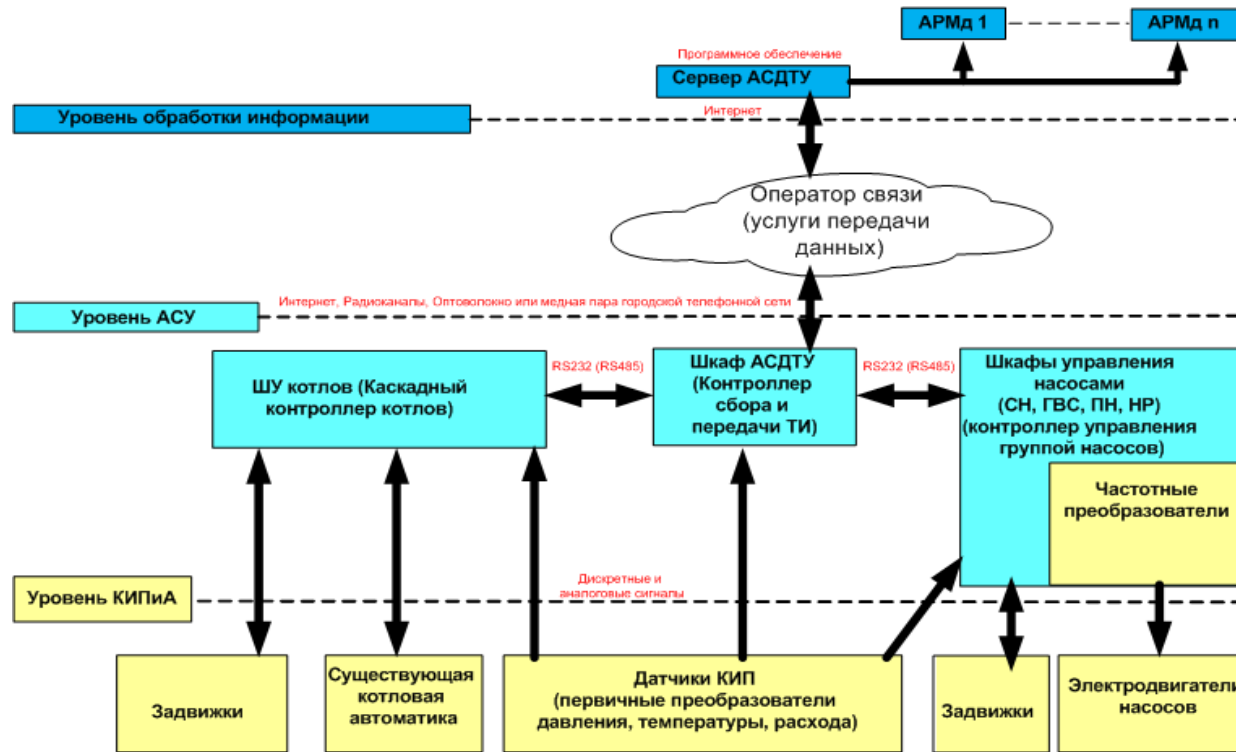 АРМд 1
АРМд n
Программное обеспечение
Сервер АСДТУ
Уровень обработки информации
Интернет
Оператор связи
(услуги передачи
данных)
Интернет, Радиоканалы, Оптоволокно или медная пара городской телефонной сети
Уровень АСУ
ШУ котлов (Каскадный
контроллер котлов)
RS232 (RS485)
Шкаф АСДТУ
(Контроллер
сбора и
передачи ТИ)
RS232 (RS485)
Шкафы управления
насосами
(СН, ГВС, ПН, НР)
(контроллер управления
группой насосов)
Частотные
преобразователи
Дискретные и
аналоговые сигналы
Уровень КИПиА
Задвижки
Существующая
котловая
автоматика
Датчики КИП
(первичные преобразователи
давления, температуры, расхода)
Задвижки
Электродвигатели
насосов